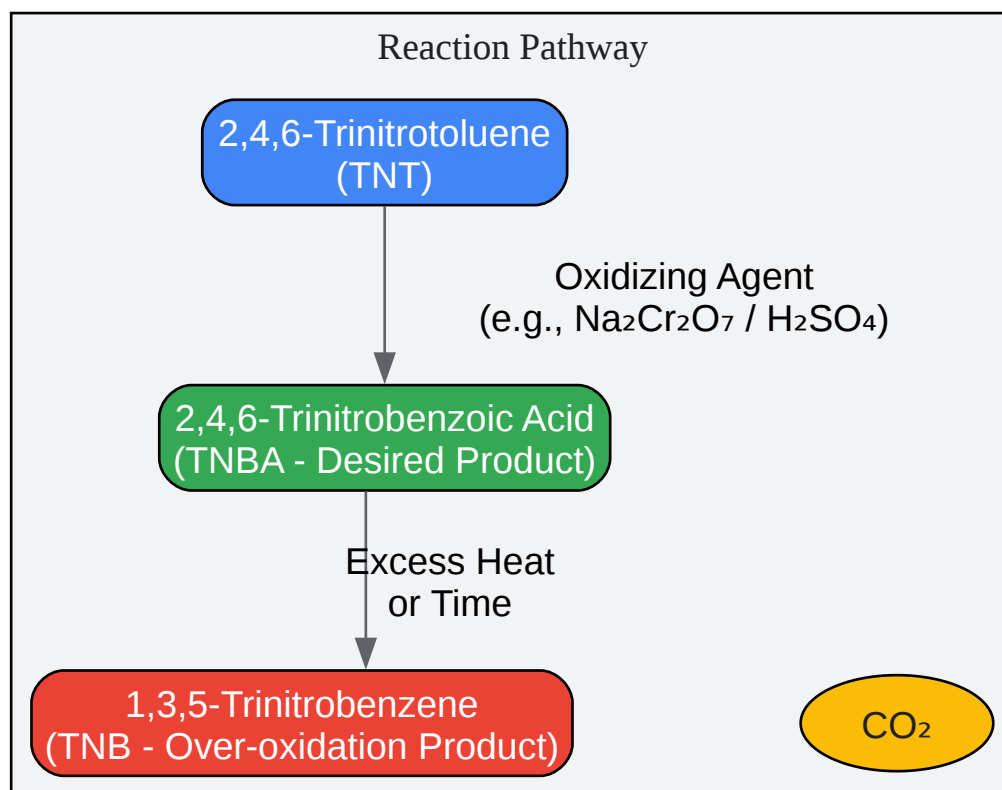 Reaction Pathway
2,4,6-Trinitrotoluene
(TNT)
Oxidizing Agent
(e.g., Na₂Cr₂O₇ / H₂SO₄)
2,4,6-Trinitrobenzoic Acid
(TNBA - Desired Product)
Excess Heat
or Time
1,3,5-Trinitrobenzene
(TNB - Over-oxidation Product)
CO₂